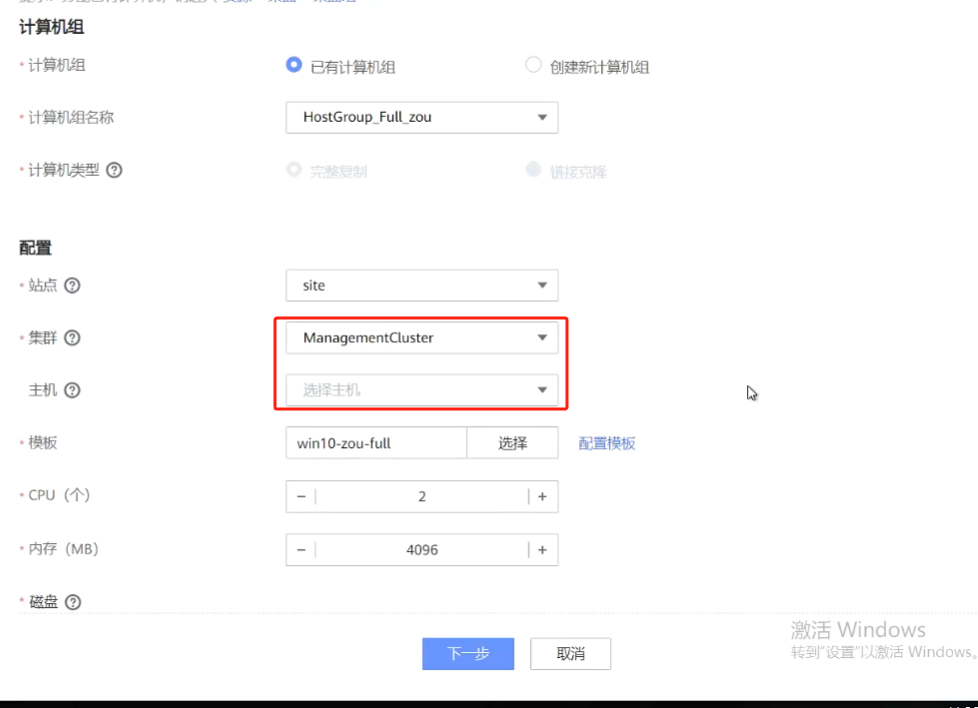 计算机组
* 计算机组 已有计算机组 创建新计算机组
* 计算机组名称 HostGroup_Full_zou
* 计算机类型 ? 完整复制 链接克隆
配置
* 站点 ? site
* 集群 ? ManagementCluster
主机 ? 选择主机
* 模板 win10-zou-full 选择 配置模板
* CPU（个） − 2 +
* 内存（MB） − 4096 +
* 磁盘 ?
下一步 取消
激活 Windows
转到“设置”以激活 Windows。